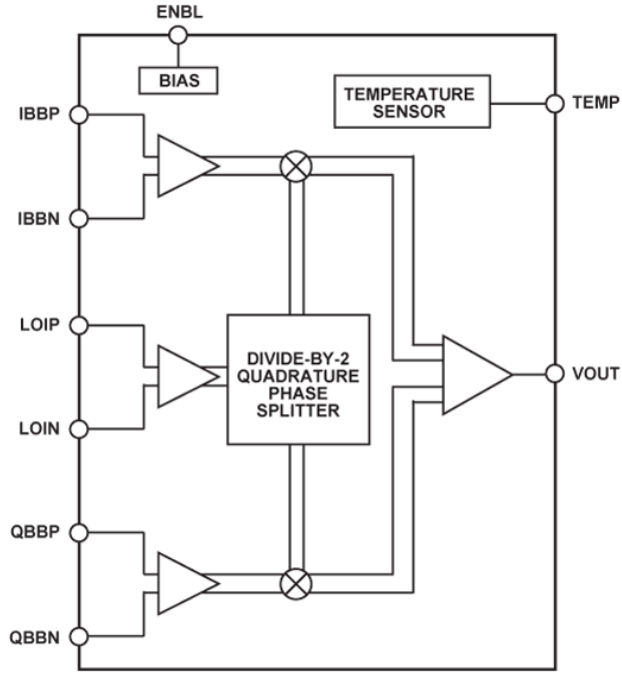 ENBL
BIAS
TEMPERATURE
SENSOR
TEMP
IBBP
IBBN
LOIP
DIVIDE-BY-2
QUADRATURE
PHASE
SPLITTER
VOUT
LOIN
QBBP
QBBN